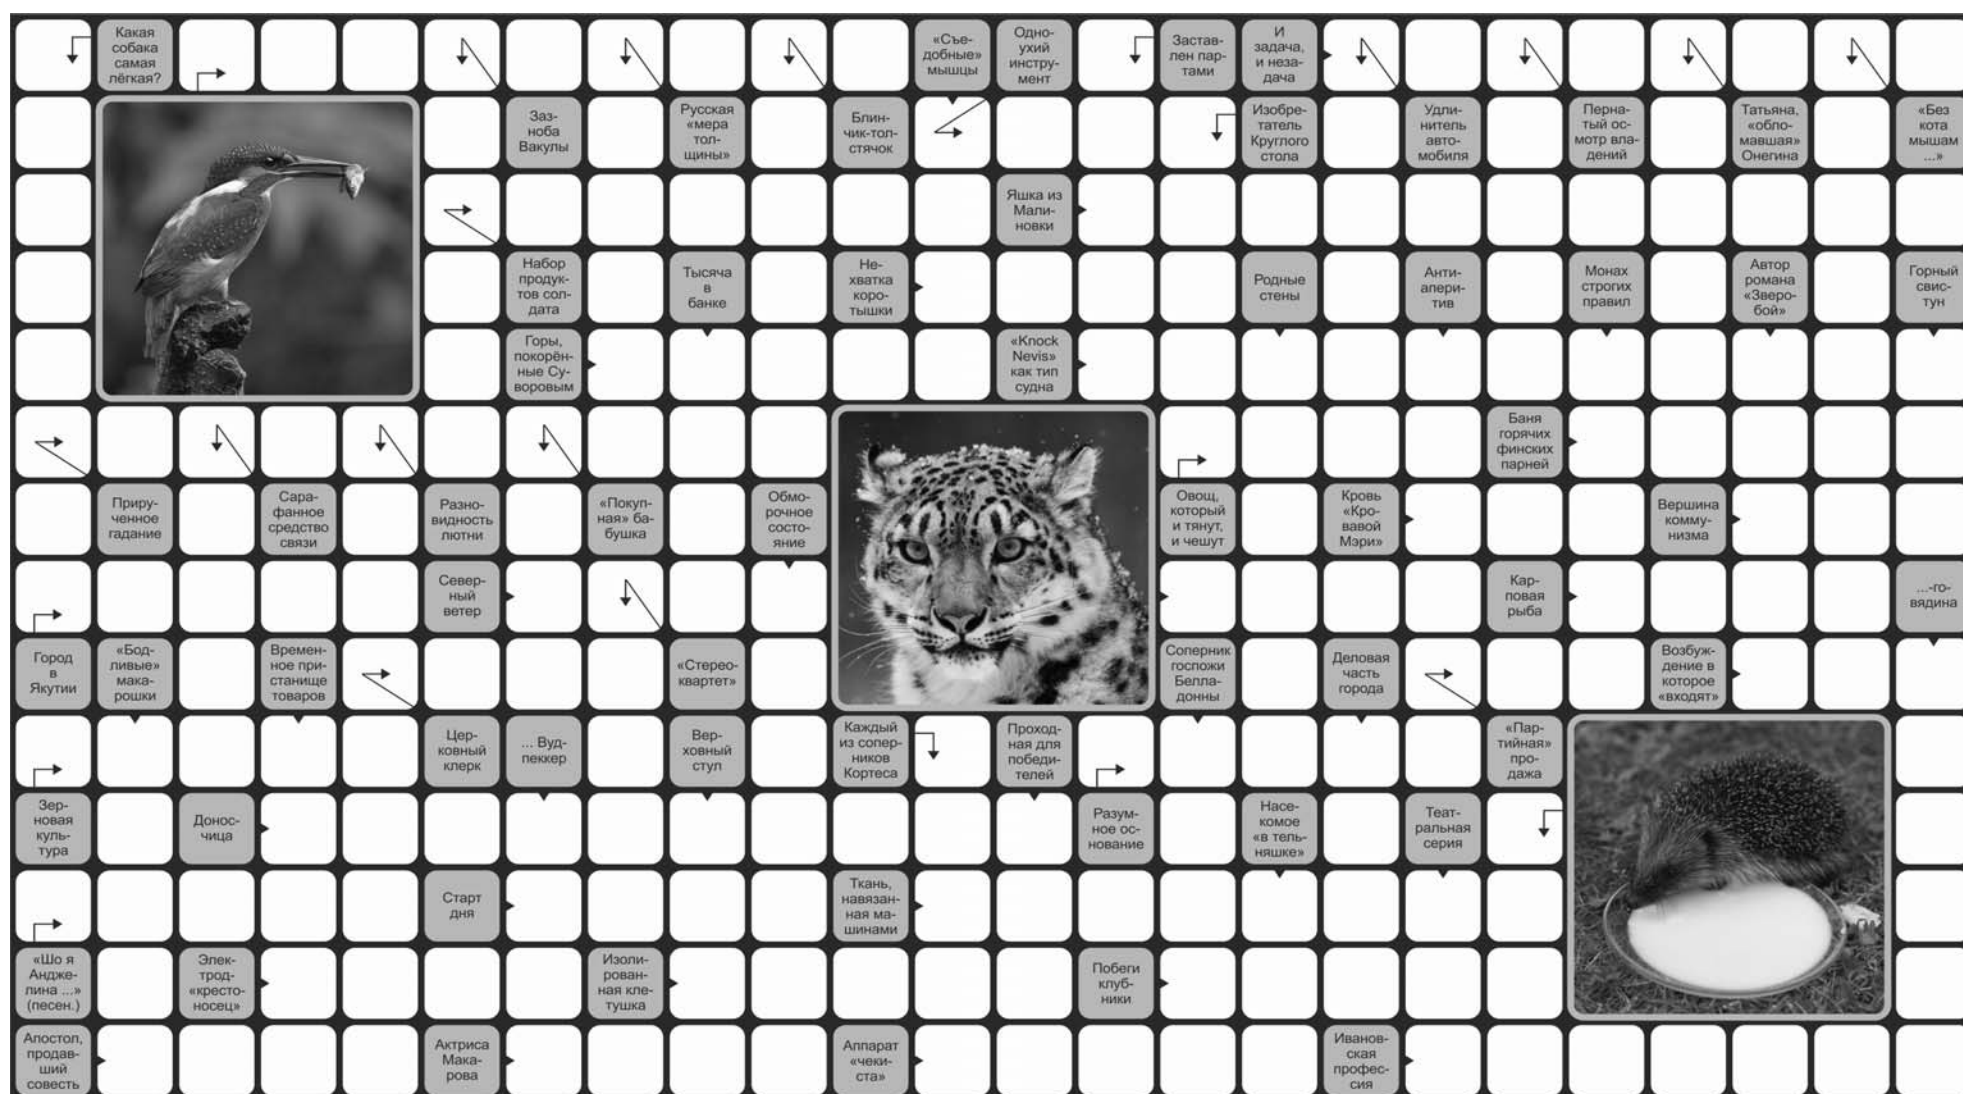 Какая
собака
самая
лёгкая?
«Съе-
добные»
мышцы
Одно-
ухий
инстру-
мент
Застав-
лен пар-
тами
И
задача,
и неза-
дача
Заз-
ноба
Вакулы
Русская
«мера
тол-
щины»
Блин-
чик-тол-
стячок
Изобре-
татель
Круглого
стола
Удли-
нитель
авто-
мобиля
Перна-
тый ос-
мотр вла-
дений
Татьяна,
«обло-
мавшая»
Онегина
«Без
кота
мышам
...»
Яшка из
Мали-
новки
Набор
продук-
тов сол-
дата
Тысяча
в
банке
Не-
хватка
коро-
тышки
Родные
стены
Анти-
апери-
тив
Монах
строгих
правил
Автор
романа
«Зверо-
бой»
Горный
свис-
тун
Горы,
покорён-
ные Су-
воровым
«Knock
Nevis»
как тип
судна
Баня
горячих
финских
парней
Приру-
ченное
гадание
Сара-
фанное
средство
связи
Разно-
видность
лютни
«Покуп-
ная» ба-
бушка
Обмо-
рочное
состо-
яние
Овощ,
который
и тянут,
и чешут
Кровь
«Кро-
вавой
Мэри»
Вершина
комму-
низма
Север-
ный
ветер
Кар-
повая
рыба
...-го-
вядина
Город
в
Якутии
«Бод-
ливые»
мака-
рошки
Времен-
ное при-
станище
товаров
«Стерео-
квартет»
Соперник
госпожи
Белла-
донны
Деловая
часть
города
Возбуж-
дение в
которое
«входят»
Цер-
ковный
клерк
... Вуд-
пеккер
Вер-
ховный
стул
Каждый
из сопер-
ников
Кортеса
Проход-
ная для
победи-
телей
«Пар-
тийная»
про-
дажа
Зер-
новая
куль-
тура
Донос-
чица
Разум-
ное ос-
нование
Насе-
комое
«в тель-
няшке»
Теат-
ральная
серия
Старт
дня
Ткань,
навязан-
ная ма-
шинами
«Шо я
Андже-
лина ...»
(песен.)
Элек-
трод-
«кресто-
носец»
Изоли-
рован-
ная кле-
тушка
Побеги
клуб-
ники
Апостол,
продав-
ший
совесть
Актриса
Мака-
рова
Аппарат
«чеки-
ста»
Иванов-
ская
профес-
сия